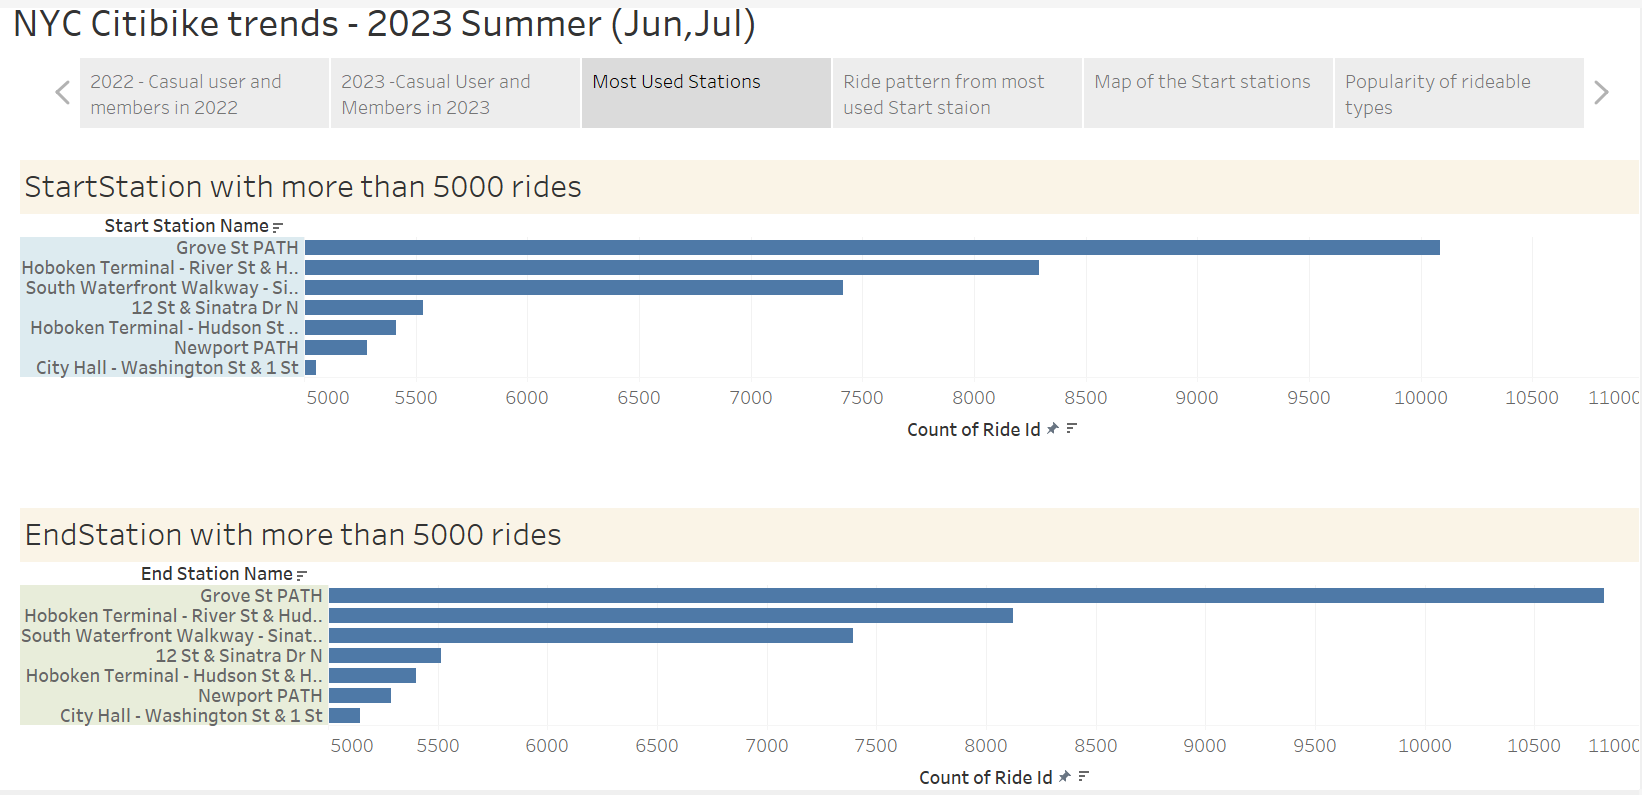 NYC Citibike trends - 2023 Summer (Jun,Jul)
2022 - Casual user and
members in 2022
2023 -Casual User and
Members in 2023
Most Used Stations
Ride pattern from most
used Start staion
Map of the Start stations
Popularity of rideable
types
StartStation with more than 5000 rides
Start Station Name
Grove St PATH
Hoboken Terminal - River St & H..
South Waterfront Walkway - Si..
12 St & Sinatra Dr N
Hoboken Terminal - Hudson St ..
Newport PATH
City Hall - Washington St & 1 St
5000 5500 6000 6500 7000 7500 8000 8500 9000 9500 10000 10500 11000
Count of Ride Id
EndStation with more than 5000 rides
End Station Name
Grove St PATH
Hoboken Terminal - River St & Hud..
South Waterfront Walkway - Sinat..
12 St & Sinatra Dr N
Hoboken Terminal - Hudson St & H..
Newport PATH
City Hall - Washington St & 1 St
5000 5500 6000 6500 7000 7500 8000 8500 9000 9500 10000 10500 11000
Count of Ride Id